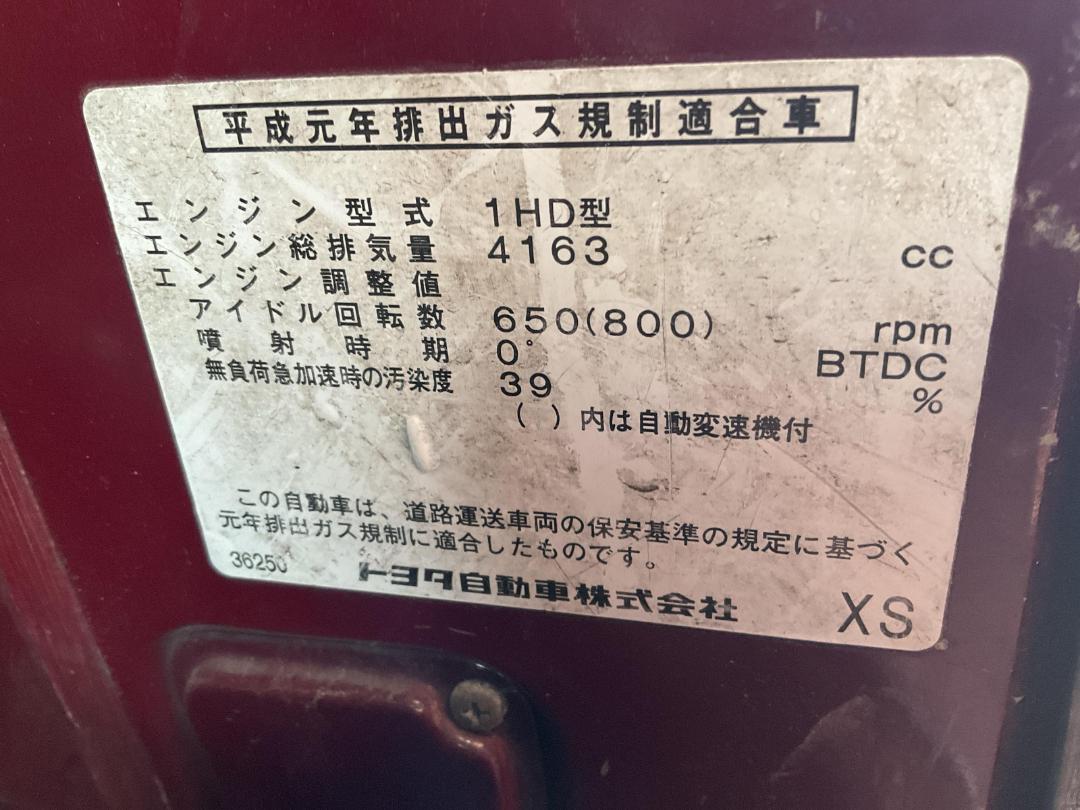 平成元年排出ガス規制適合車
エンジン型式 1HD型
エンジン総排気量 4163 cc
エンジン調整値
アイドル回転数 650(800) rpm
噴射時期 0° BTDC
無負荷急加速時の汚染度 39 %
( )内は自動変速機付
この自動車は、道路運送車両の保安基準の規定に基づく
元年排出ガス規制に適合したものです。
36250 トヨタ自動車株式会社 XS